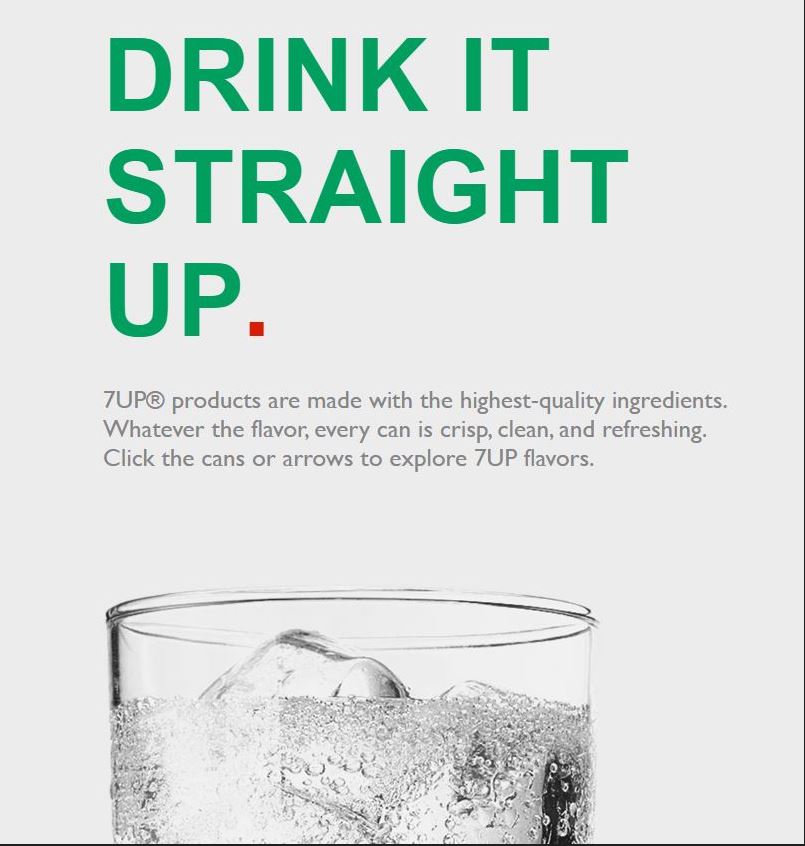 DRINK IT
STRAIGHT
UP.
7UP® products are made with the highest-quality ingredients.
Whatever the flavor, every can is crisp, clean, and refreshing.
Click the cans or arrows to explore 7UP flavors.